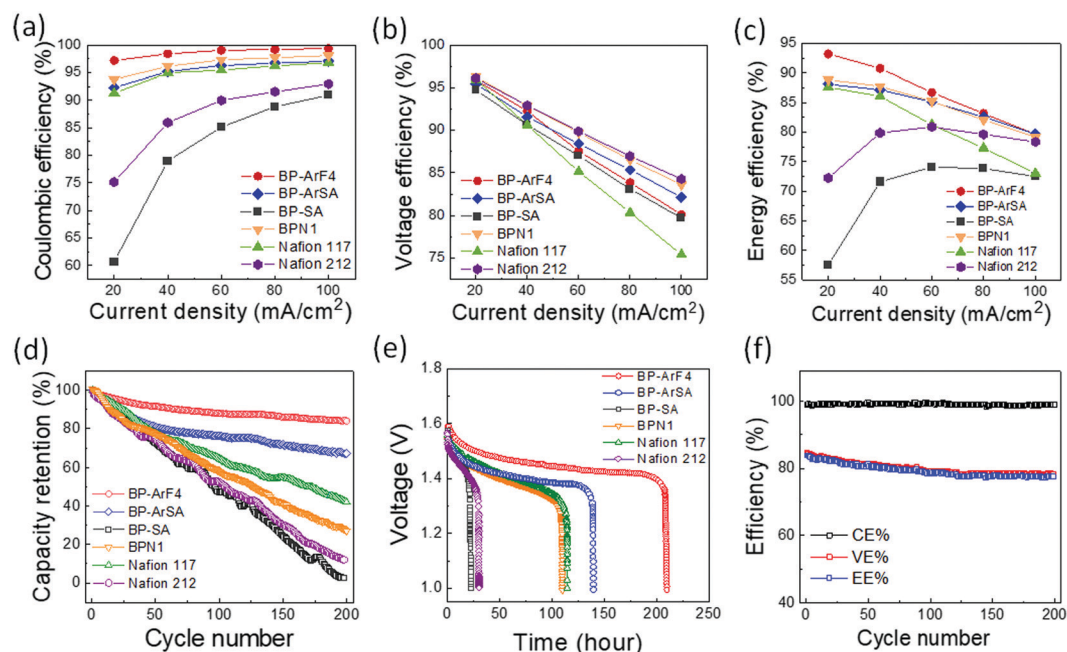 (a)
Coulombic efficiency (%)
100
95
90
85
80
75
70
65
60
BP-ArF4
BP-ArSA
BP-SA
BPN1
Nafion 117
Nafion 212
20 40 60 80 100
Current density (mA/cm²)
(b)
Voltage efficiency (%)
100
95
90
85
80
75
BP-ArF4
BP-ArSA
BP-SA
BPN1
Nafion 117
Nafion 212
20 40 60 80 100
Current density (mA/cm²)
(c)
Energy efficiency (%)
95
90
85
80
75
70
65
60
55
BP-ArF4
BP-ArSA
BP-SA
BPN1
Nafion 117
Nafion 212
20 40 60 80 100
Current density (mA/cm²)
(d)
Capacity retention (%)
100
80
60
40
20
0
BP-ArF4
BP-ArSA
BP-SA
BPN1
Nafion 117
Nafion 212
0 50 100 150 200
Cycle number
(e)
Voltage (V)
1.8
1.6
1.4
1.2
1.0
BP-ArF4
BP-ArSA
BP-SA
BPN1
Nafion 117
Nafion 212
0 50 100 150 200 250
Time (hour)
(f)
Efficiency (%)
100
80
60
40
CE%
VE%
EE%
0 50 100 150 200
Cycle number